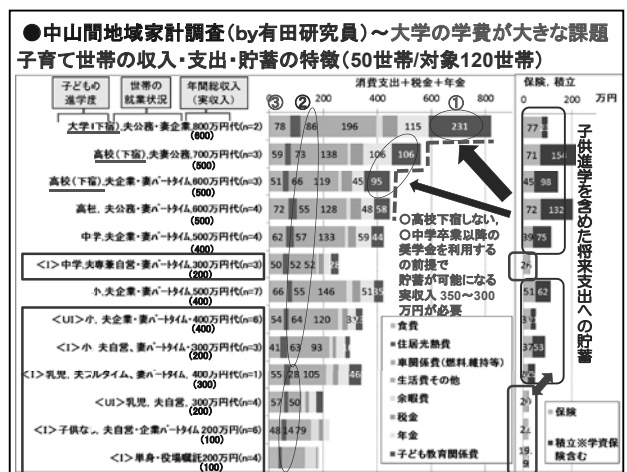 ●中山間地域家計調査(by有田研究員)～大学の学費が大きな課題
子育て世帯の収入・支出・貯蓄の特徴(50世帯/対象120世帯)
子どもの進学度
世帯の就業状況
年間総収入(実収入)
消費支出+税金+年金
保険、積立
③ ② 200 400 600 ① 800
0 200 万円
大学(下宿),夫公務・妻企業,800万円代(n=2)
(600)
78 86 196 115 231 77
高校(下宿),夫妻公務,700万円代(n=3)
(500)
59 73 138 106 106 71 154
高校(下宿),夫企業・妻パートタイム,600万円代(n=3)
(500)
51 66 119 45 95 45 98
高校,夫公務・妻パートタイム,600万円代(n=4)
(500)
72 55 128 48 58 72 132
中学,夫企業・妻パートタイム,500万円代(n=4)
(400)
62 57 133 59 44 39 75
<I>中学,夫専兼自営・妻パートタイム,300万円代(n=3)
(200)
50 52 52
小,夫企業・妻パートタイム,500万円代(n=7)
(400)
66 55 146 51 51 62
<UI>小,夫企業・妻パートタイム・400万円代(n=6)
(400)
54 64 120
<I>小,夫自営、妻パートタイム・300万円代(n=3)
(200)
41 63 93 37 53
<I>乳児,夫フルタイム、妻パートタイム,400万円代(n=1)
(300)
55 28 105 46
<UI>乳児,夫自営,300万円代(n=4)
(200)
57 50
<I>子供なし,夫自営・企業パートタイム200万円代(n=6)
(100)
48 14 79
<I>単身・役場嘱託200万円代(n=4)
(100)
○高校下宿しない,
○中学卒業以降の
奨学金を利用する
の前提で
貯蓄が可能になる
実収入 350～300
万円が必要
子供進学を含めた将来支出への貯蓄
■食費
■住居光熱費
■車関係費(燃料,維持等)
■生活費その他
■余暇費
■税金
■年金
■子ども教育関係費
■保険
■積立※学資保険含む